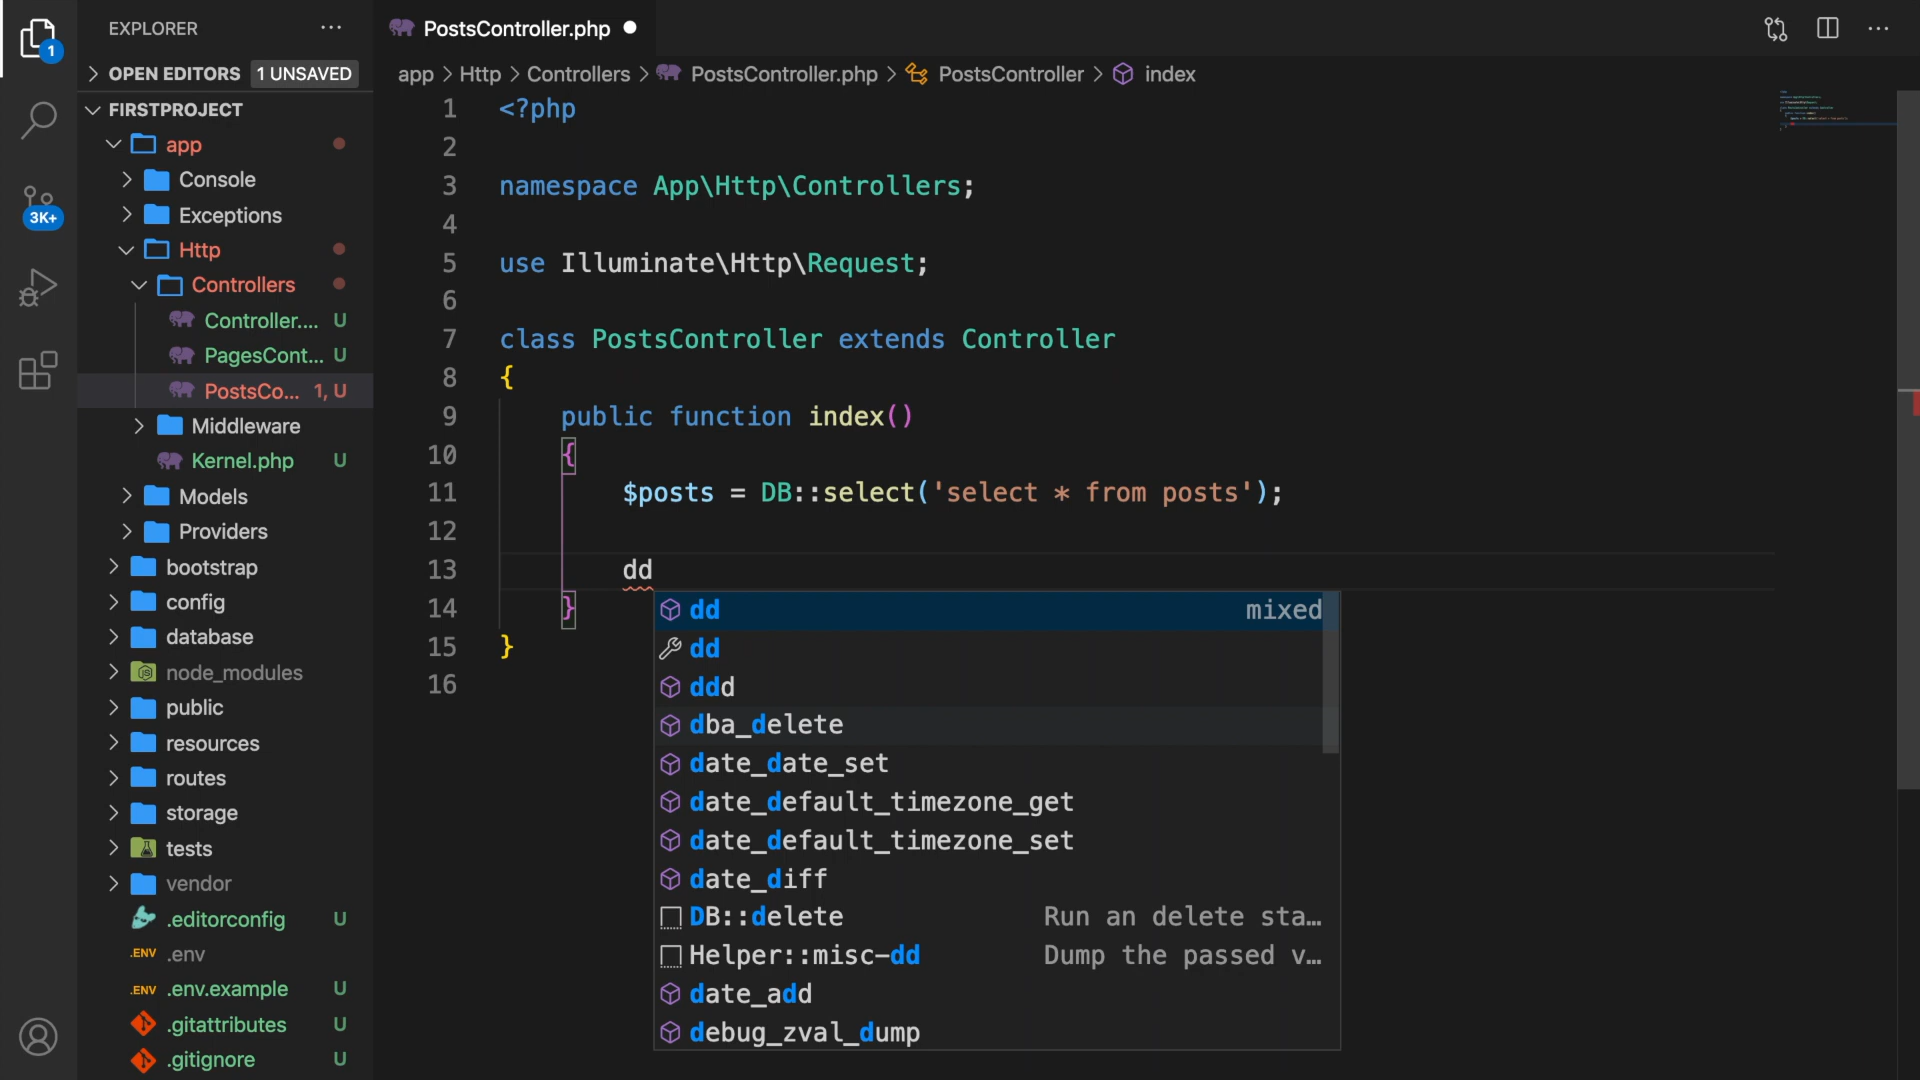 EXPLORER
1
OPEN EDITORS 1 UNSAVED
FIRSTPROJECT
app
Console
Exceptions
Http
Controllers
Controller.... U
PagesCont... U
PostsCo... 1, U
Middleware
Kernel.php U
Models
Providers
bootstrap
config
database
node_modules
public
resources
routes
storage
tests
vendor
.editorconfig U
.ENV .env
.ENV .env.example U
.gitattributes U
.gitignore U
3K+
PostsController.php
app > Http > Controllers > PostsController.php > PostsController > index
1 <?php
2
3 namespace App\Http\Controllers;
4
5 use Illuminate\Http\Request;
6
7 class PostsController extends Controller
8 {
9 public function index()
10 {
11 $posts = DB::select('select * from posts');
12
13 dd
14 }
15 }
16
dd mixed
dd
ddd
dba_delete
date_date_set
date_default_timezone_get
date_default_timezone_set
date_diff
DB::delete Run an delete sta…
Helper::misc-dd Dump the passed v…
date_add
debug_zval_dump